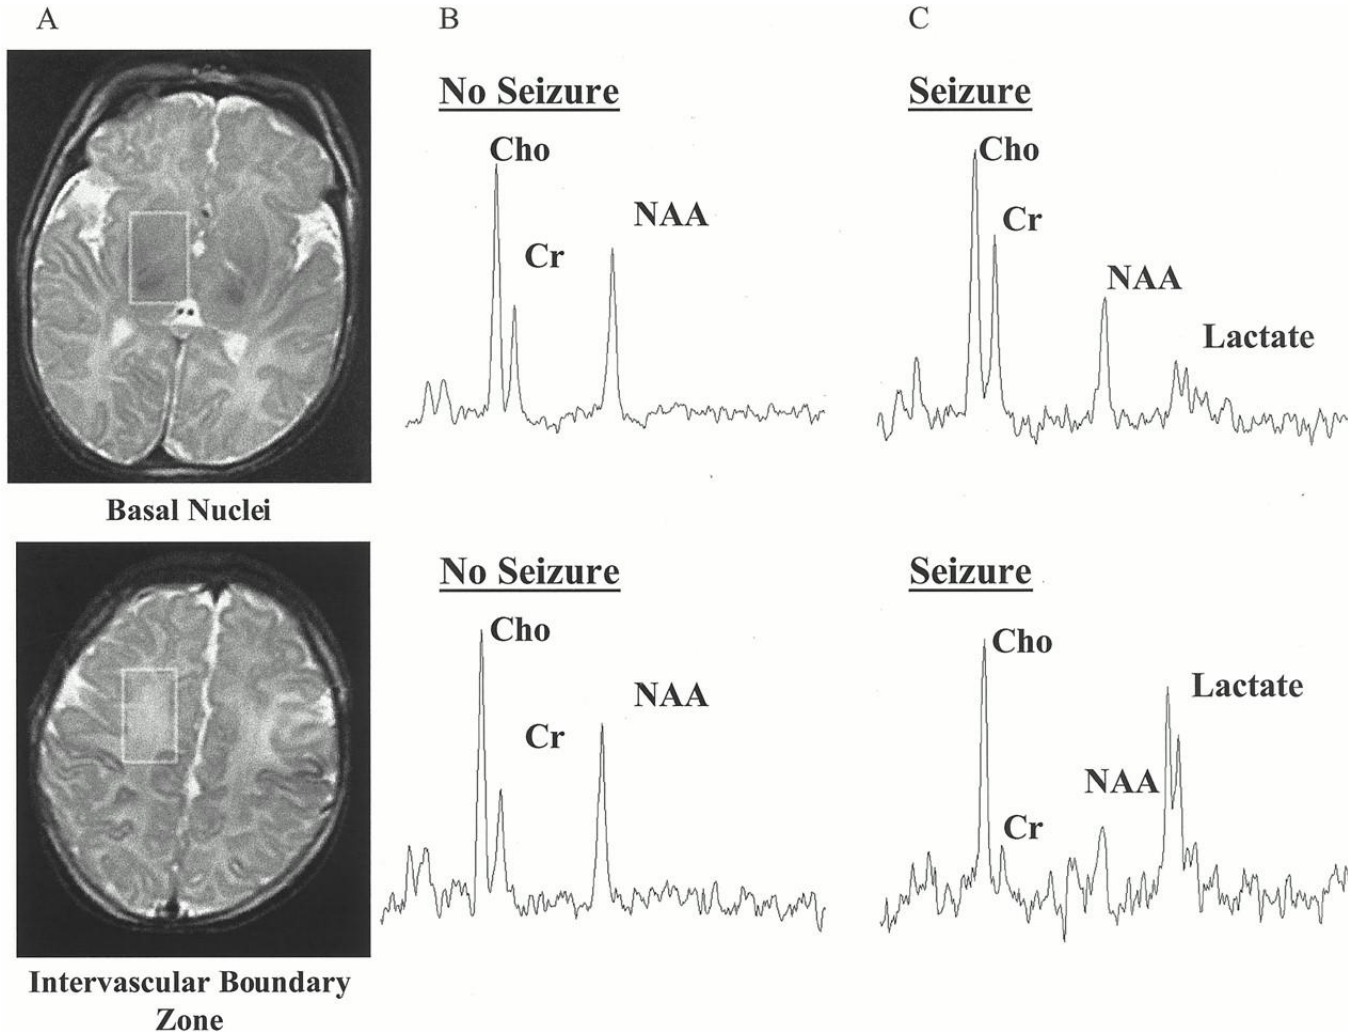 A
B
C
No Seizure
Seizure
Cho
Cr
NAA
Cho
Cr
NAA
Lactate
Basal Nuclei
No Seizure
Seizure
Cho
Cr
NAA
Cho
Cr
NAA
Lactate
Intervascular Boundary
Zone